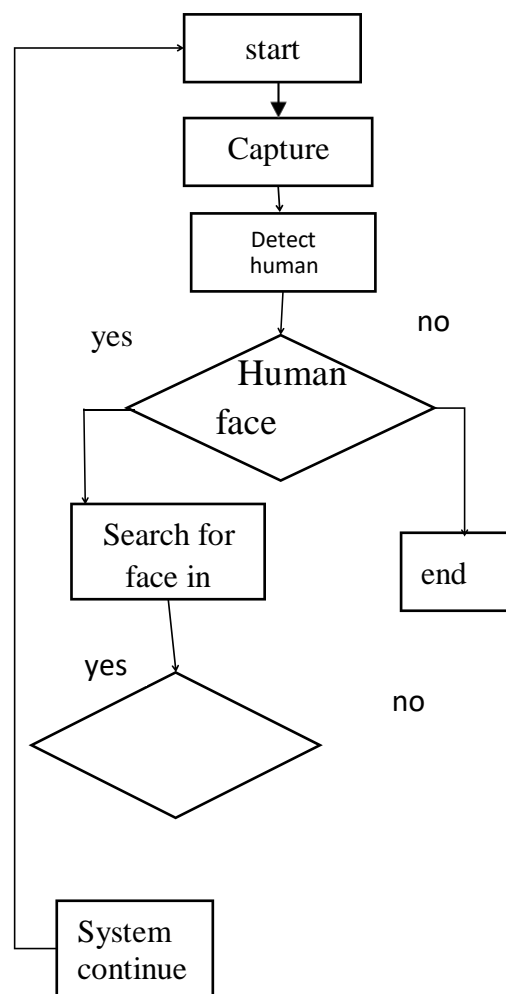 start
Capture
Detect
human
yes
no
Human
face
Search for
face in
end
yes
no
System
continue